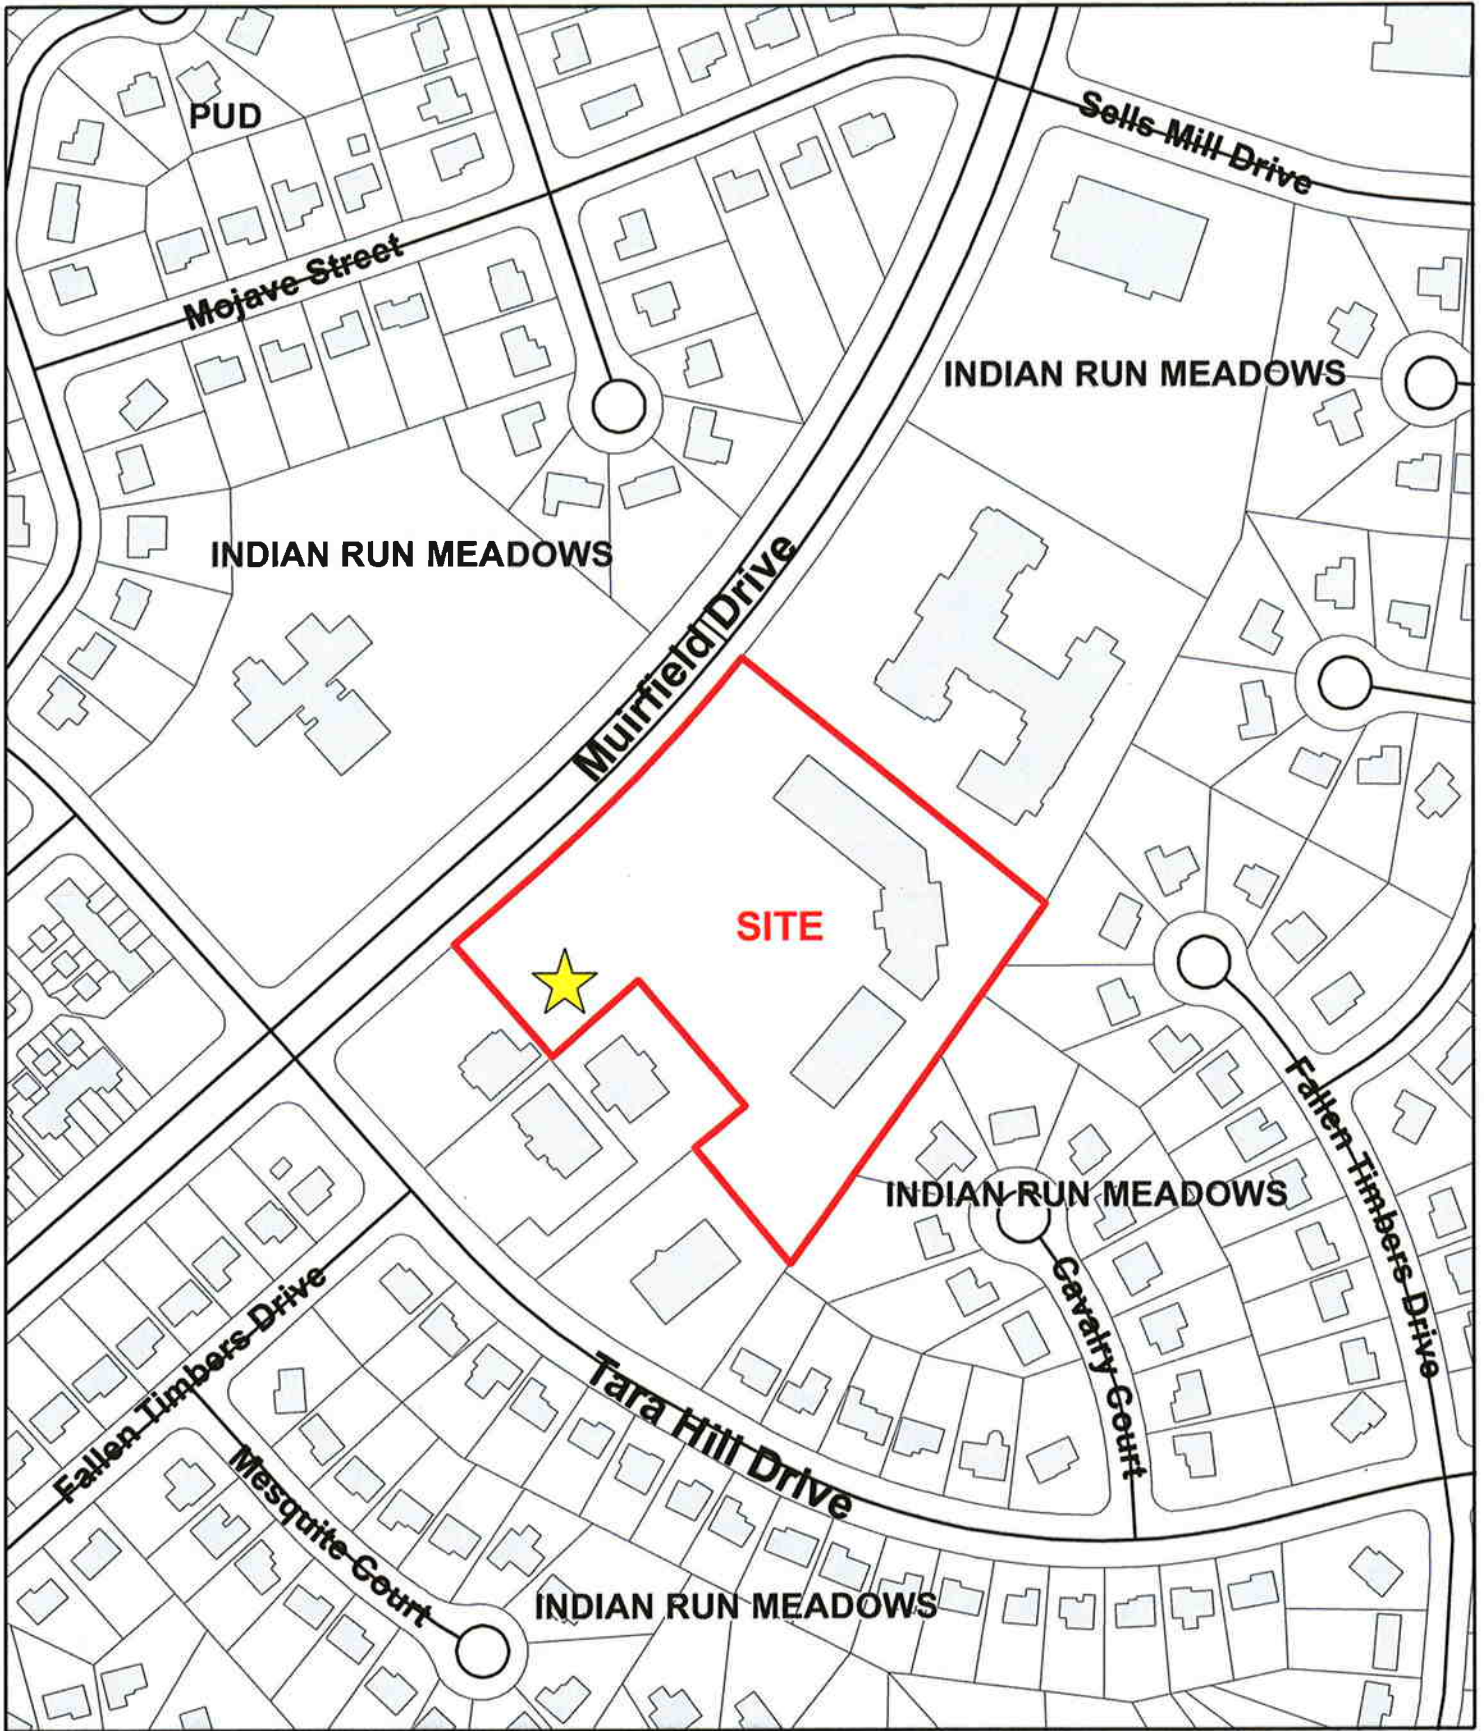 Sells Mill Drive
PUD
Mojave Street
INDIAN RUN MEADOWS
INDIAN RUN MEADOWS
Muirfield Drive
SITE
Fallen Timbers Drive
INDIAN RUN MEADOWS
Cavalry Court
Fallen Timbers Drive
Tara Hill Drive
Mesquite Court
INDIAN RUN MEADOWS